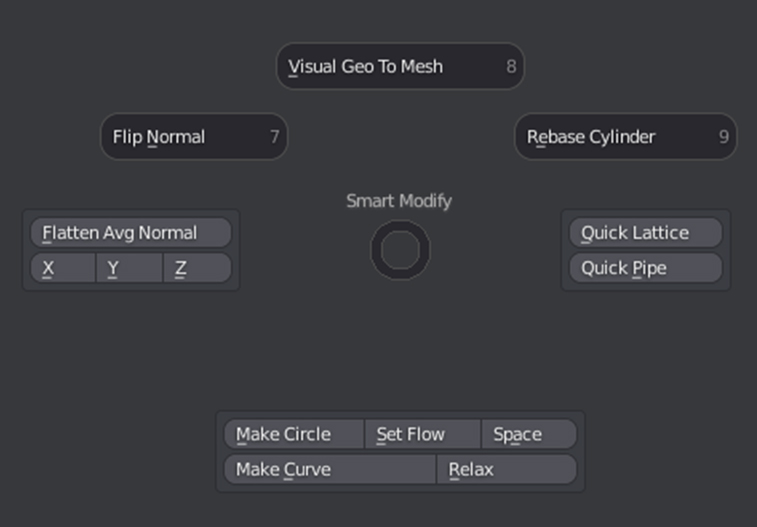 Visual Geo To Mesh 8
Flip Normal 7
Rebase Cylinder 9
Smart Modify
Flatten Avg Normal
X Y Z
Quick Lattice
Quick Pipe
Make Circle Set Flow Space
Make Curve Relax